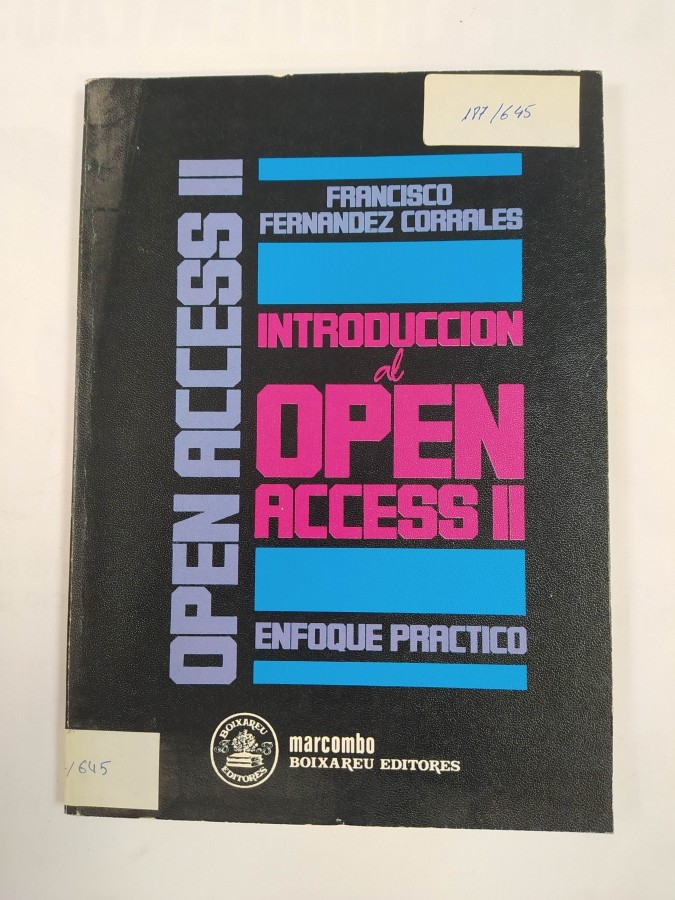 187/645
OPEN ACCESS II
FRANCISCO
FERNANDEZ CORRALES
INTRODUCCION
al
OPEN
ACCESS II
ENFOQUE PRACTICO
BOIXAREU
EDITORES
marcombo
BOIXAREU EDITORES
/645